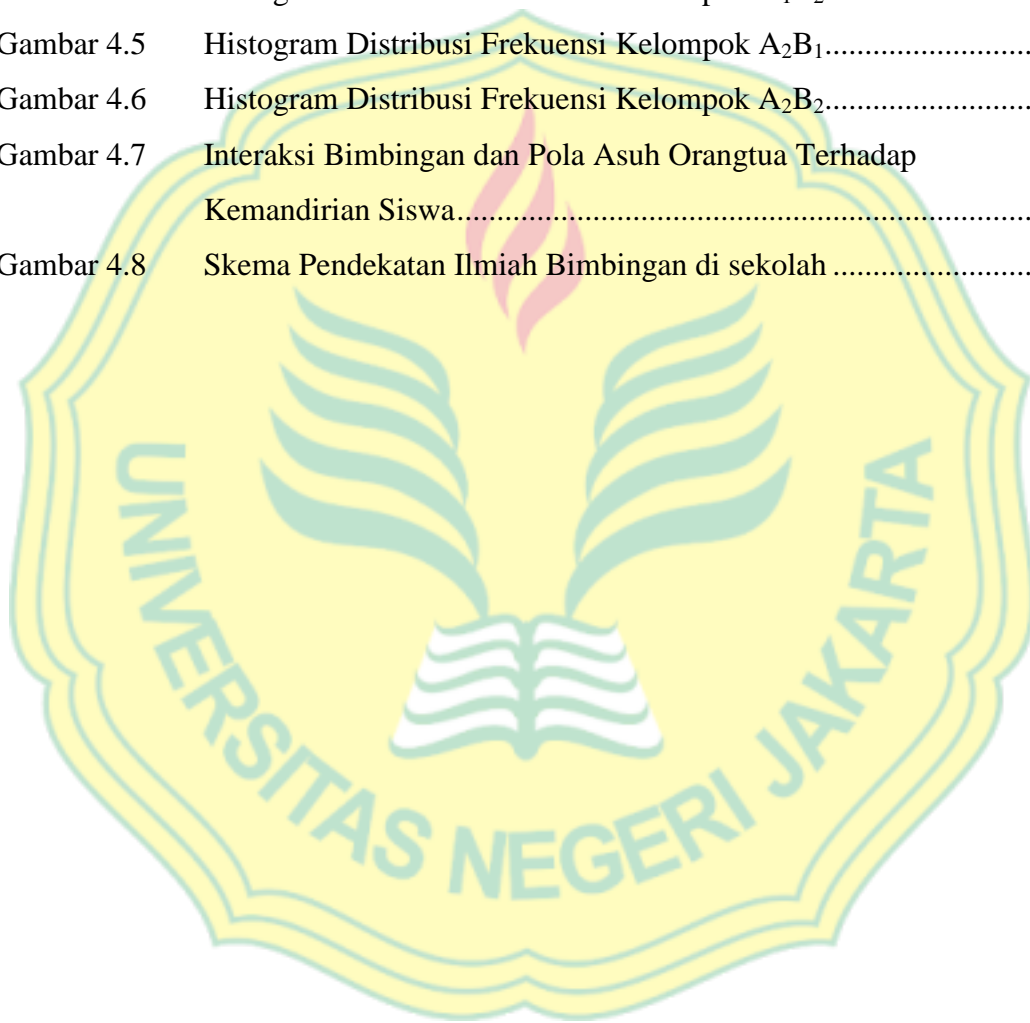 Gambar 4.5 Histogram Distribusi Frekuensi Kelompok A₂B₁..........................
Gambar 4.6 Histogram Distribusi Frekuensi Kelompok A₂B₂..........................
Gambar 4.7 Interaksi Bimbingan dan Pola Asuh Orangtua Terhadap
Kemandirian Siswa........................................................................
Gambar 4.8 Skema Pendekatan Ilmiah Bimbingan di sekolah .........................
UNIVERSITAS NEGERI JAKARTA